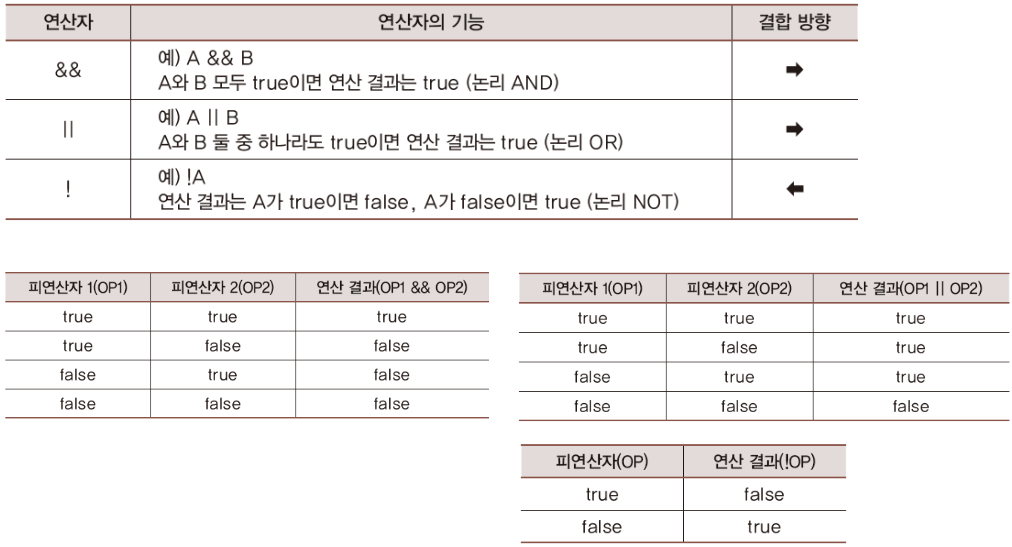 연산자 연산자의 기능 결합 방향
&& 예) A && B ➡
A와 B 모두 true이면 연산 결과는 true (논리 AND)
|| 예) A || B ➡
A와 B 둘 중 하나라도 true이면 연산 결과는 true (논리 OR)
! 예) !A ⬅
연산 결과는 A가 true이면 false, A가 false이면 true (논리 NOT)
피연산자 1(OP1) 피연산자 2(OP2) 연산 결과(OP1 && OP2)
true true true
true false false
false true false
false false false
피연산자 1(OP1) 피연산자 2(OP2) 연산 결과(OP1 || OP2)
true true true
true false true
false true true
false false false
피연산자(OP) 연산 결과(!OP)
true false
false true